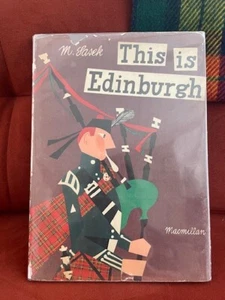 M. Sasek
This is
Edinburgh
Macmillan